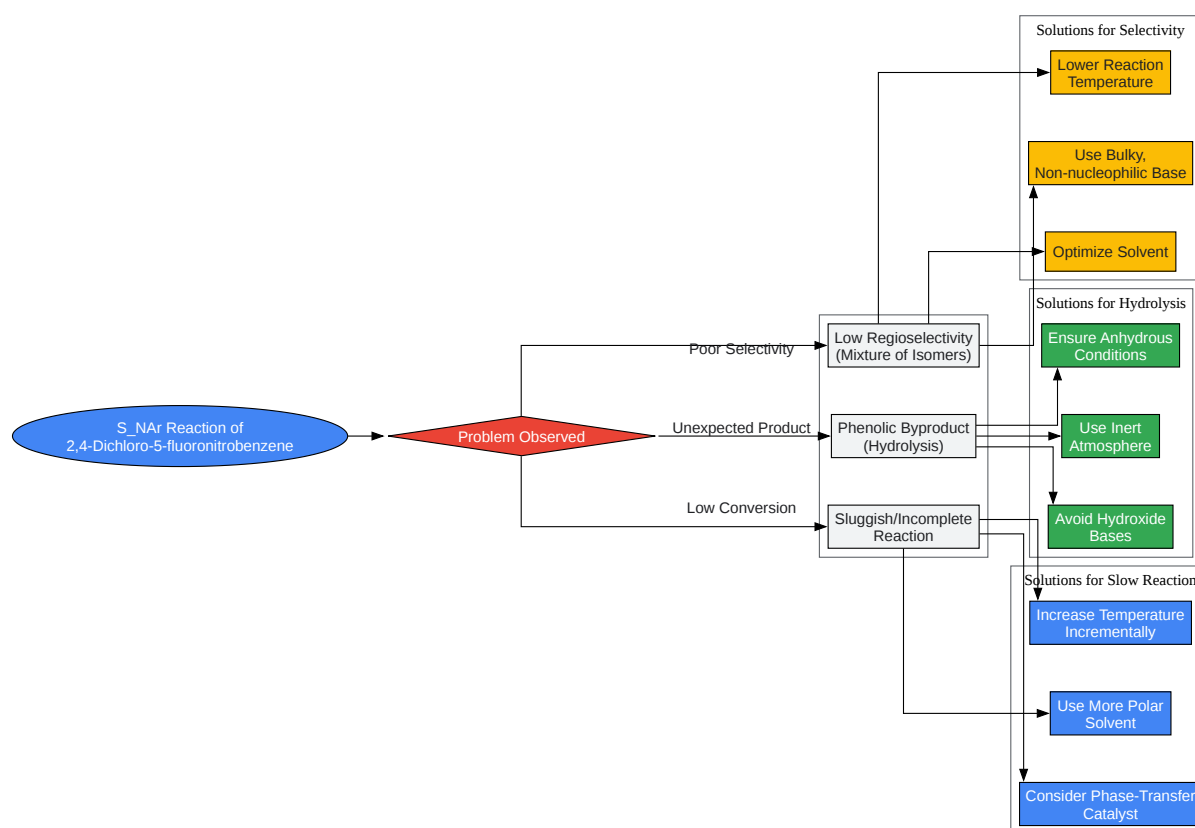 Solutions for Selectivity
Lower Reaction
Temperature
Use Bulky,
Non-nucleophilic Base
Optimize Solvent
Solutions for Hydrolysis
Poor Selectivity
Low Regioselectivity
(Mixture of Isomers)
Ensure Anhydrous
Conditions
S_NAr Reaction of
2,4-Dichloro-5-fluoronitrobenzene
Problem Observed
Unexpected Product
Phenolic Byproduct
(Hydrolysis)
Use Inert
Atmosphere
Low Conversion
Sluggish/Incomplete
Reaction
Avoid Hydroxide
Bases
Solutions for Slow Reaction
Increase Temperature
Incrementally
Use More Polar
Solvent
Consider Phase-Transfer
Catalyst